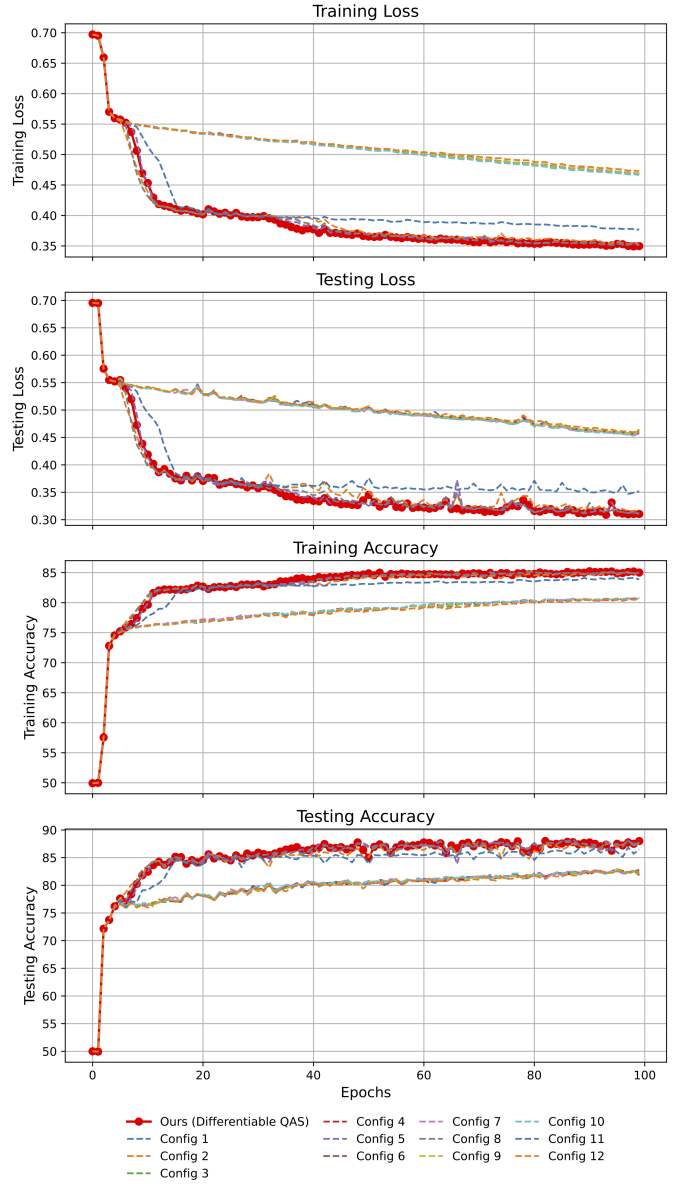 Training Loss
Training Loss
0.70
0.65
0.60
0.55
0.50
0.45
0.40
0.35
Testing Loss
Testing Loss
0.70
0.65
0.60
0.55
0.50
0.45
0.40
0.35
0.30
Training Accuracy
Training Accuracy
85
80
75
70
65
60
55
50
Testing Accuracy
Testing Accuracy
90
85
80
75
70
65
60
55
50
0 20 40 60 80 100
Epochs
Ours (Differentiable QAS) Config 4 Config 7 Config 10
Config 1 Config 5 Config 8 Config 11
Config 2 Config 6 Config 9 Config 12
Config 3